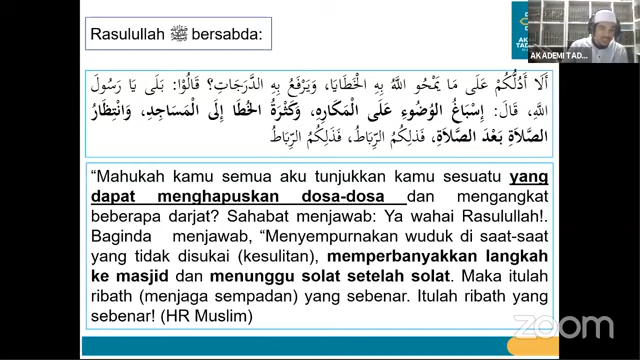 Rasulullah ﷺ bersabda:
AKADEMI TAD...
أَلَا أَدُلُّكُمْ عَلَى مَا يَمْحُو اللَّهُ بِهِ الْخَطَايَا، وَيَرْفَعُ بِهِ الدَّرَجَاتِ؟ قَالُوْا: بَلَى يَا رَسُولَ
اللَّهِ، قَالَ: إِسْبَاغُ الْوُضُوءِ عَلَى الْمَكَارِهِ، وَكَثْرَةُ الْخُطَا إِلَى الْمَسَاجِدِ، وَانْتِظَارُ
الصَّلَاةِ بَعْدَ الصَّلَاةِ، فَذَلِكُمُ الرِّبَاطُ، فَذَلِكُمُ الرِّبَاطُ
“Mahukah kamu semua aku tunjukkan kamu sesuatu yang
dapat menghapuskan dosa-dosa dan mengangkat
beberapa darjat? Sahabat menjawab: Ya wahai Rasulullah!.
Baginda menjawab, “Menyempurnakan wuduk di saat-saat
yang tidak disukai (kesulitan), memperbanyakkan langkah
ke masjid dan menunggu solat setelah solat. Maka itulah
ribath (menjaga sempadan) yang sebenar. Itulah ribath yang
sebenar! (HR Muslim)
zoom